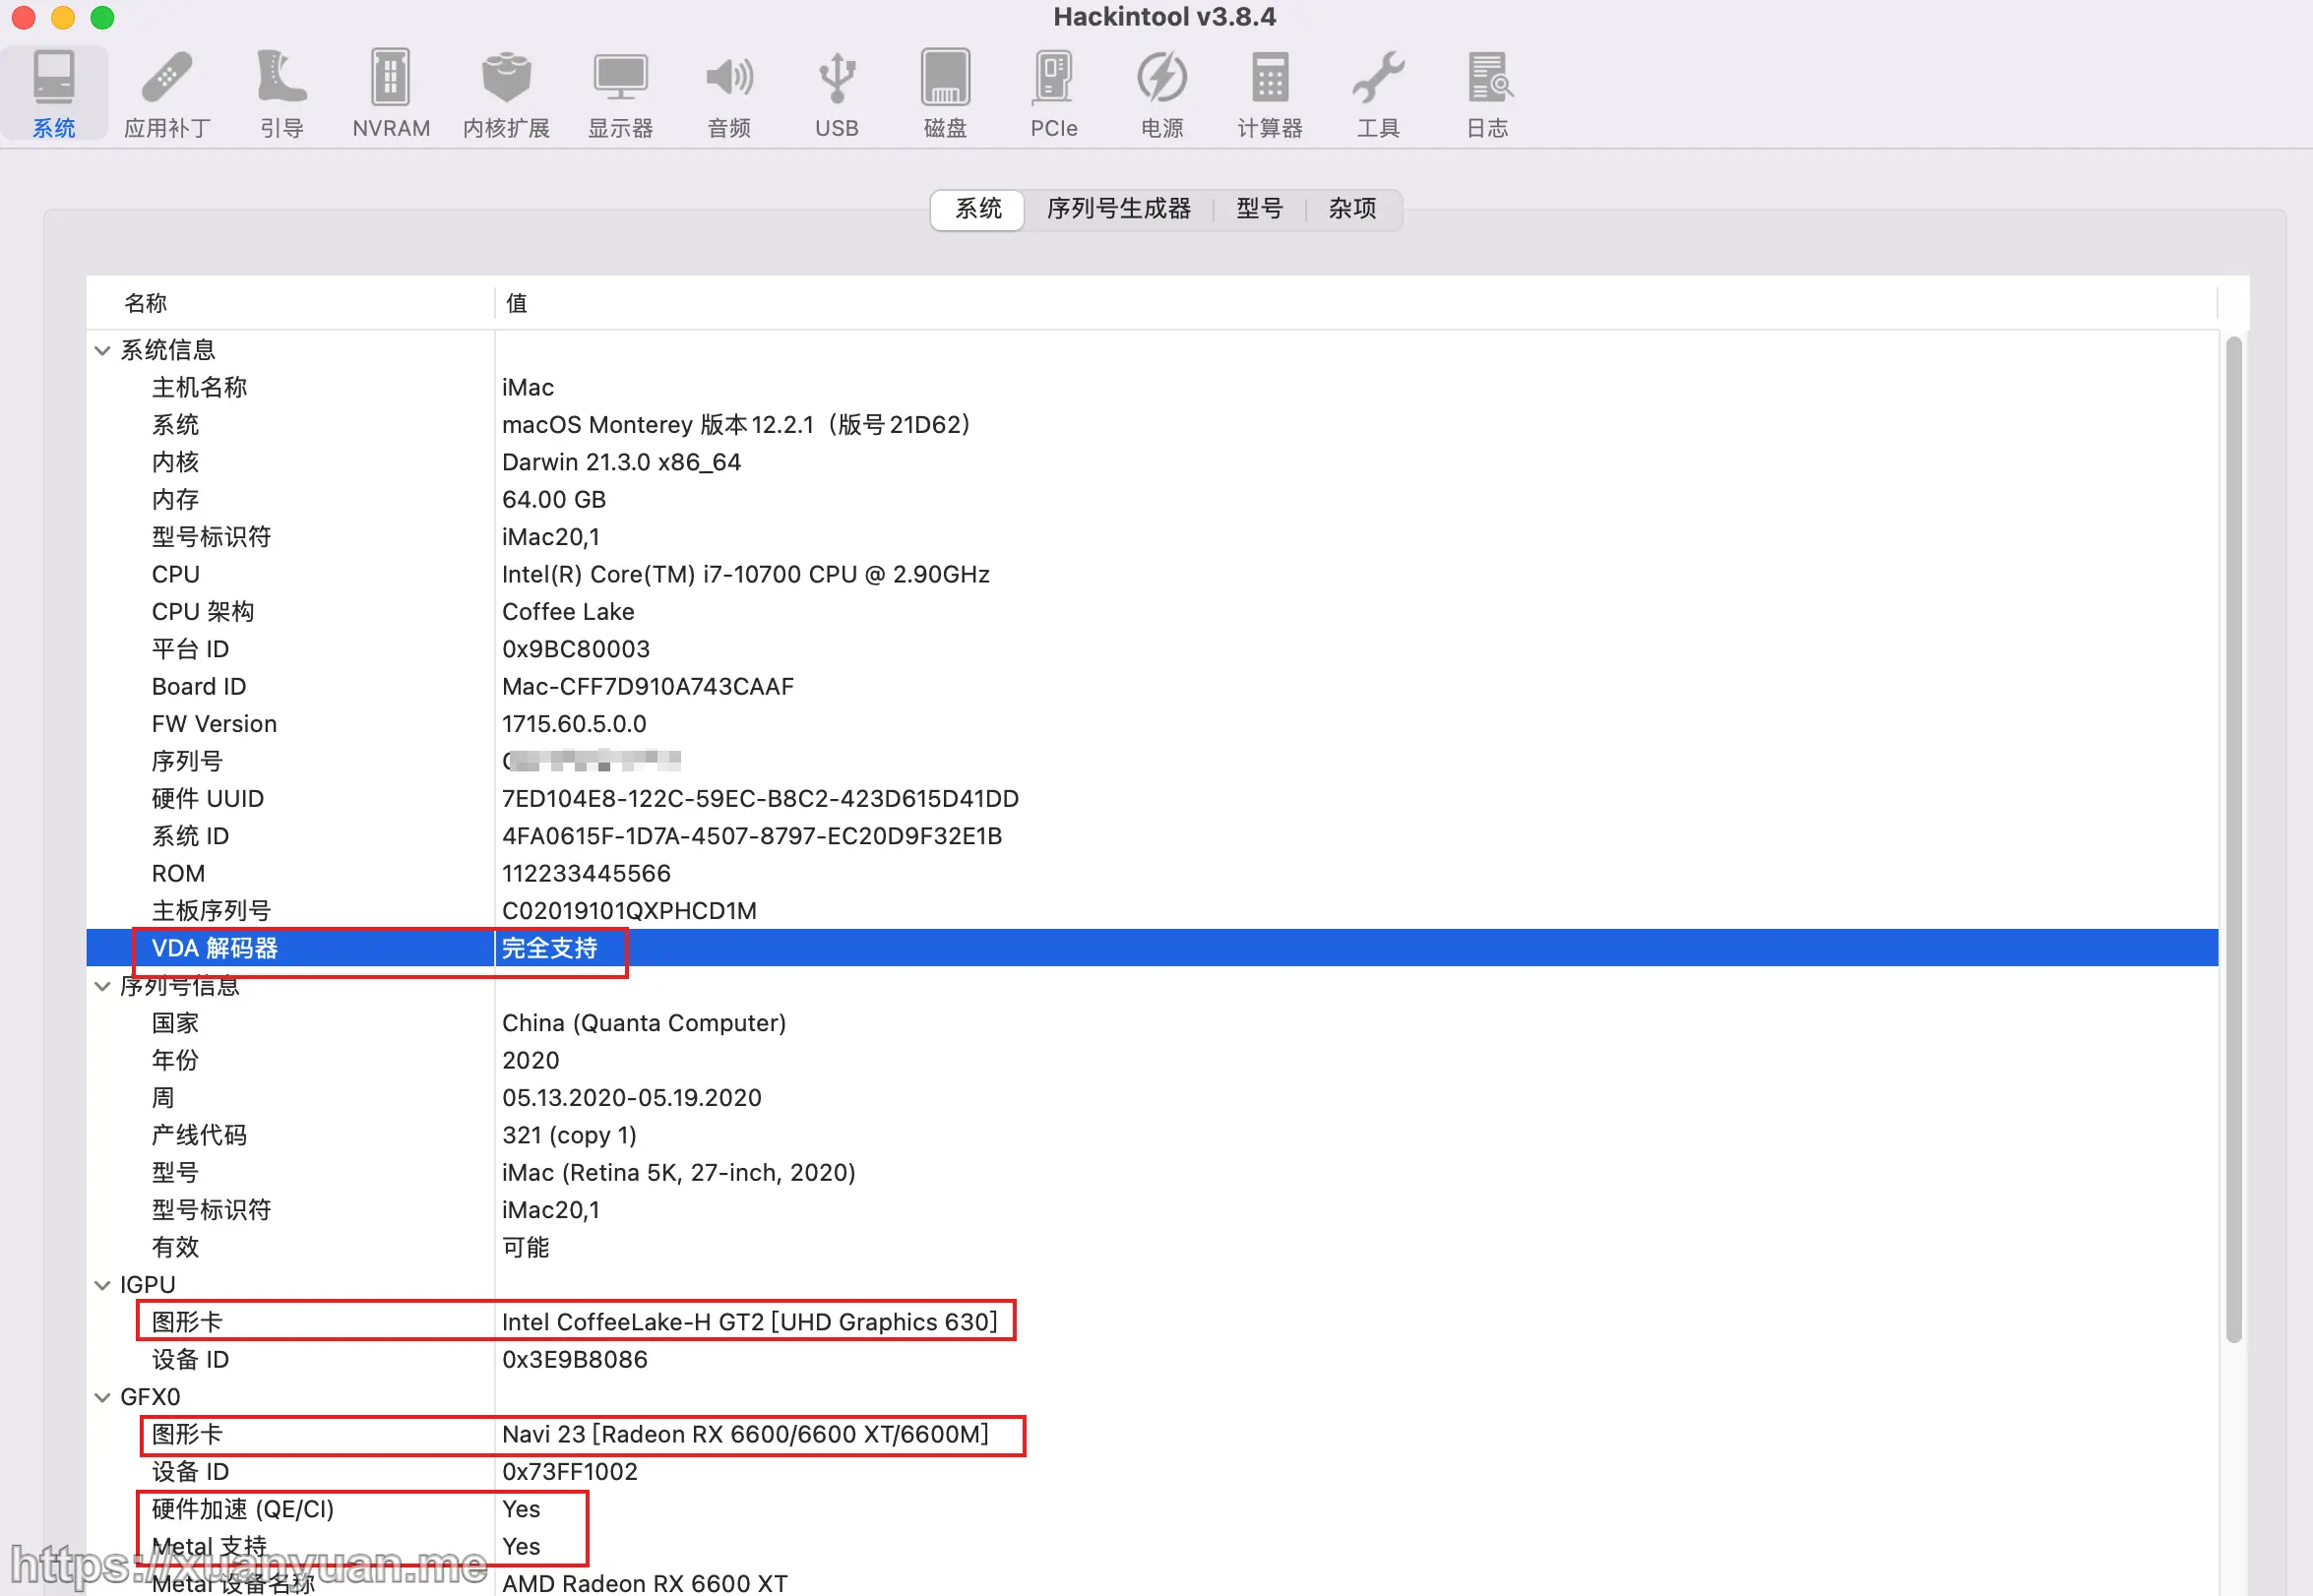 Hackintool v3.8.4
系统 应用补丁 引导 NVRAM 内核扩展 显示器 音频 USB 磁盘 PCIe 电源 计算器 工具 日志
系统 序列号生成器 型号 杂项
名称 值
系统信息
主机名称 iMac
系统 macOS Monterey 版本12.2.1（版号21D62）
内核 Darwin 21.3.0 x86_64
内存 64.00 GB
型号标识符 iMac20,1
CPU Intel(R) Core(TM) i7-10700 CPU @ 2.90GHz
CPU 架构 Coffee Lake
平台 ID 0x9BC80003
Board ID Mac-CFF7D910A743CAAF
FW Version 1715.60.5.0.0
序列号
硬件 UUID 7ED104E8-122C-59EC-B8C2-423D615D41DD
系统 ID 4FA0615F-1D7A-4507-8797-EC20D9F32E1B
ROM 112233445566
主板序列号 C02019101QXPHCD1M
VDA 解码器 完全支持
序列号信息
国家 China (Quanta Computer)
年份 2020
周 05.13.2020-05.19.2020
产线代码 321 (copy 1)
型号 iMac (Retina 5K, 27-inch, 2020)
型号标识符 iMac20,1
有效 可能
IGPU
图形卡 Intel CoffeeLake-H GT2 [UHD Graphics 630]
设备 ID 0x3E9B8086
GFX0
图形卡 Navi 23 [Radeon RX 6600/6600 XT/6600M]
设备 ID 0x73FF1002
硬件加速 (QE/CI) Yes
Metal 支持 Yes
Metal 设备名称 AMD Radeon RX 6600 XT
https://xuanyuan.me